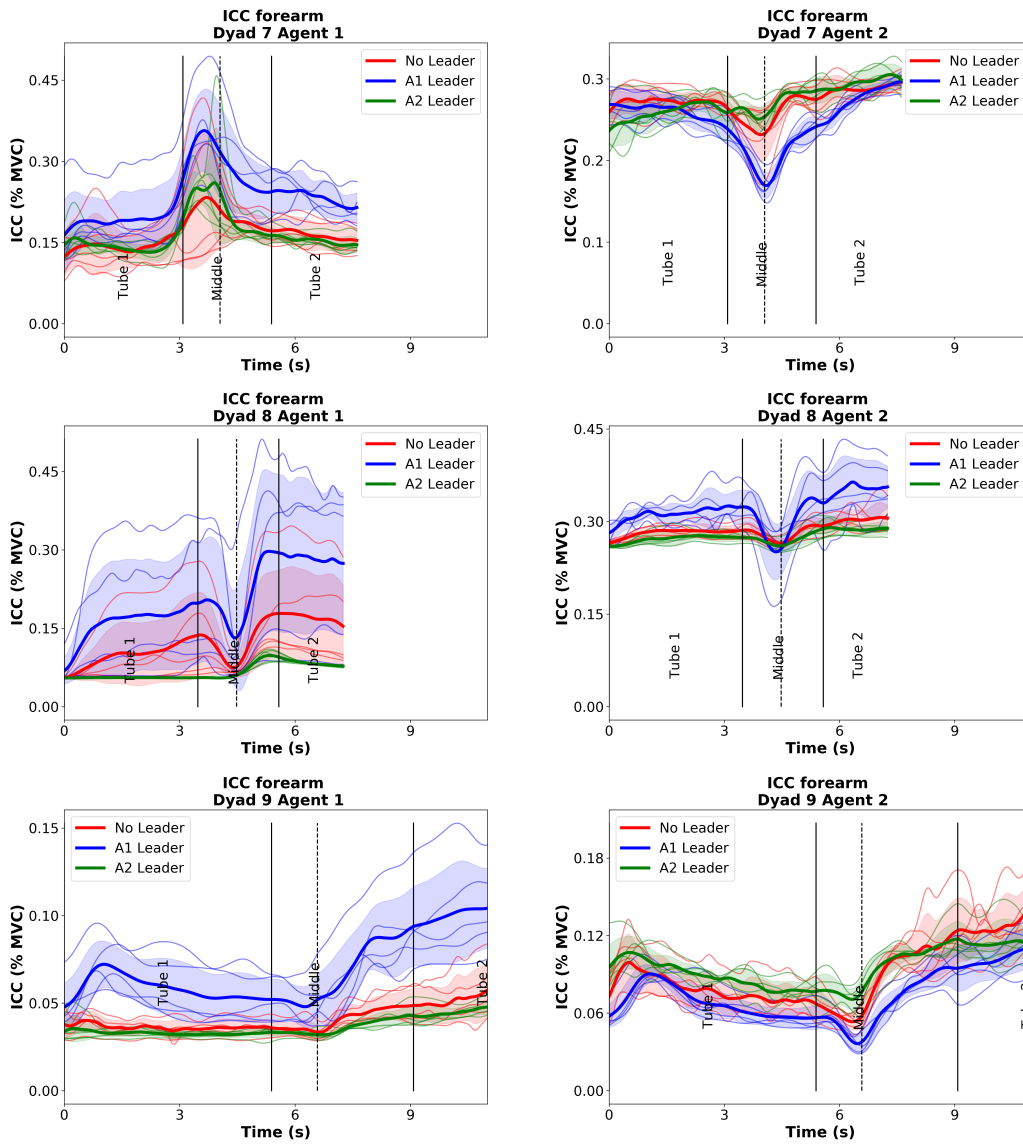 ICC forearm
Dyad 7 Agent 1
ICC (% MVC)
0.45
0.30
0.15
0.00
No Leader
A1 Leader
A2 Leader
Tube 1
Middle
Tube 2
0
3
6
9
Time (s)
ICC forearm
Dyad 7 Agent 2
ICC (% MVC)
0.3
0.2
0.1
0.0
No Leader
A1 Leader
A2 Leader
Tube 1
Middle
Tube 2
0
3
6
9
Time (s)
ICC forearm
Dyad 8 Agent 1
ICC (% MVC)
0.45
0.30
0.15
0.00
No Leader
A1 Leader
A2 Leader
Tube 1
Middle
Tube 2
0
3
6
9
Time (s)
ICC forearm
Dyad 8 Agent 2
ICC (% MVC)
0.45
0.30
0.15
0.00
No Leader
A1 Leader
A2 Leader
Tube 1
Middle
Tube 2
0
3
6
9
Time (s)
ICC forearm
Dyad 9 Agent 1
ICC (% MVC)
0.15
0.10
0.05
0.00
No Leader
A1 Leader
A2 Leader
Tube 1
Middle
Tube 2
0
3
6
9
Time (s)
ICC forearm
Dyad 9 Agent 2
ICC (% MVC)
0.18
0.12
0.06
0.00
No Leader
A1 Leader
A2 Leader
Tube 1
Middle
0
3
6
9
Time (s)